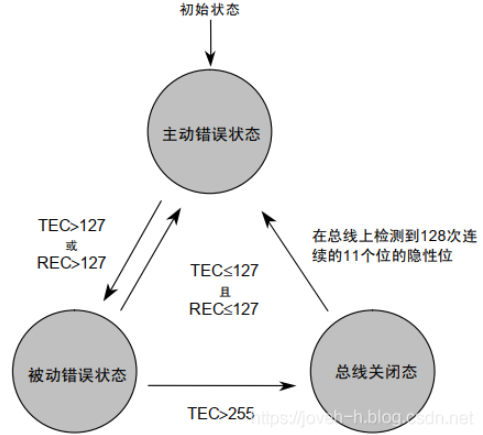 初始状态
主动错误状态
TEC>127
或
REC>127
TEC≤127
且
REC≤127
在总线上检测到128次连
续的11个位的隐性位
被动错误状态
总线关闭态
TEC>255
https://joveh-h.blog.csdn.net